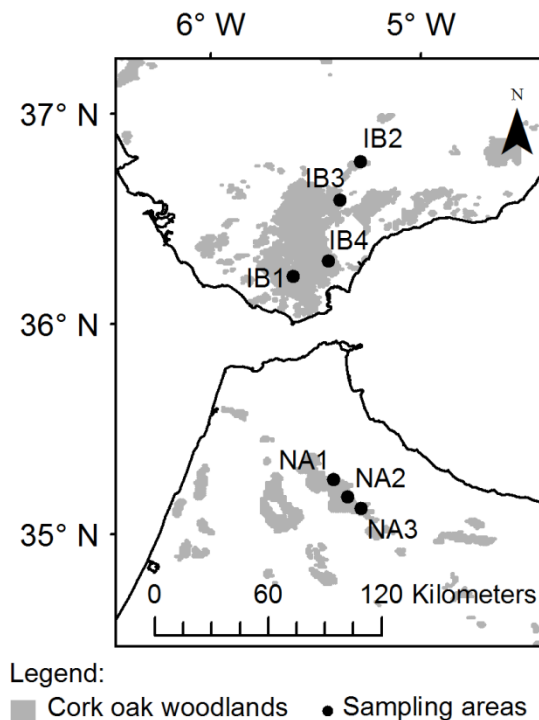 6° W 5° W
37° N
N
IB2
IB3
IB4
IB1
36° N
NA1
NA2
NA3
35° N
0 60 120 Kilometers
Legend:
Cork oak woodlands Sampling areas